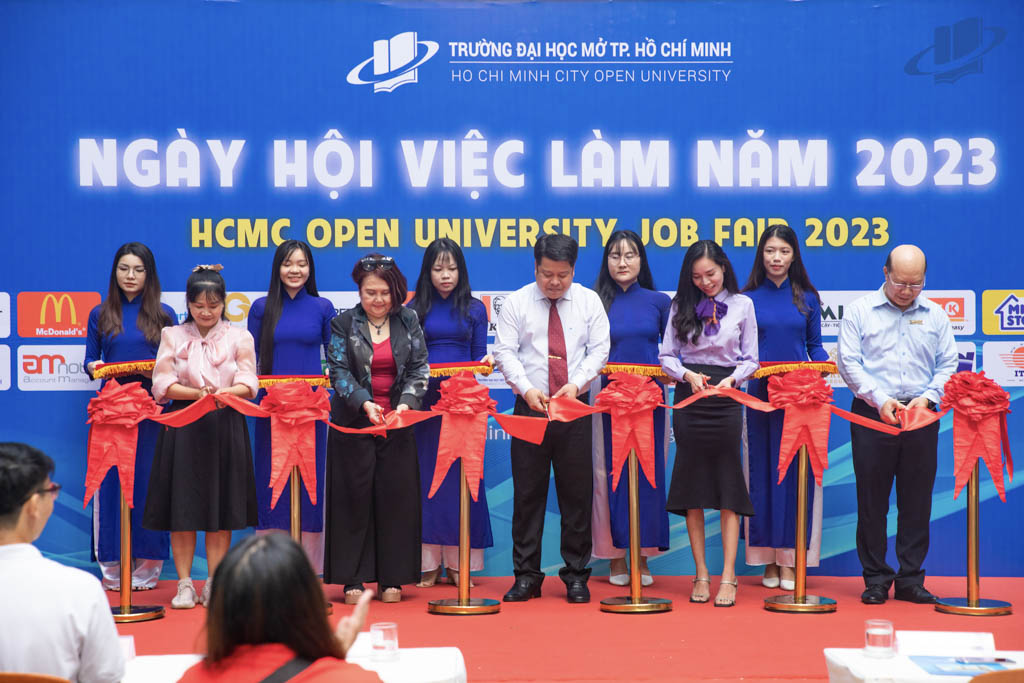 TRƯỜNG ĐẠI HỌC MỞ TP. HỒ CHÍ MINH
HO CHI MINH CITY OPEN UNIVERSITY
NGÀY HỘI VIỆC LÀM NĂM 2023
HCMC OPEN UNIVERSITY JOB FAIR 2023
McDonald's